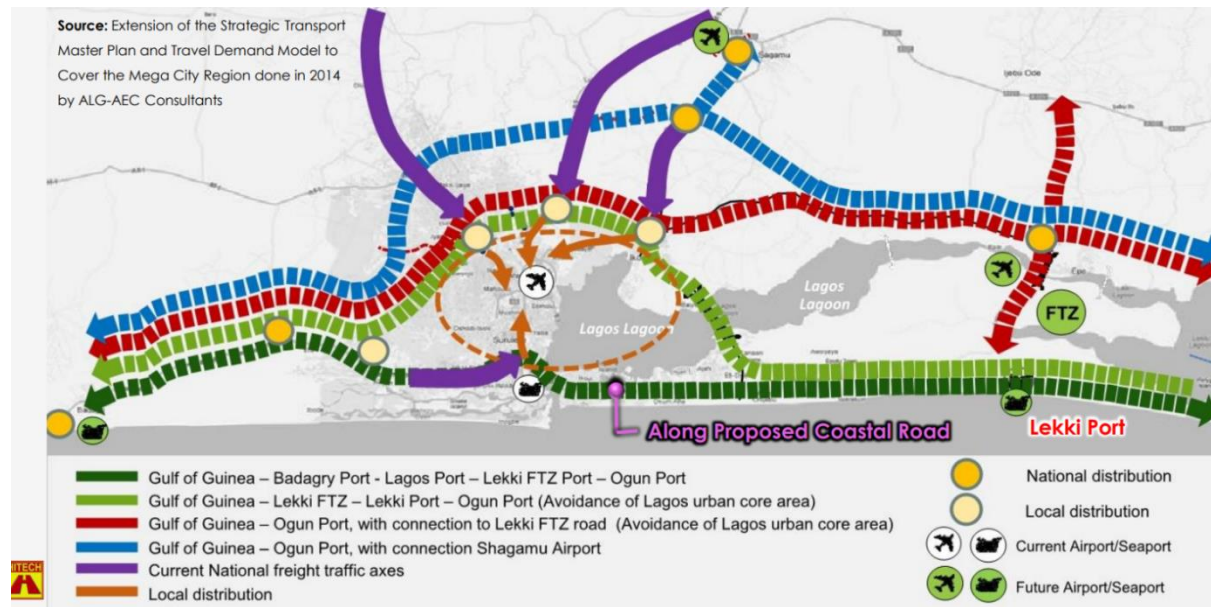 Source: Extension of the Strategic Transport
Master Plan and Travel Demand Model to
Cover the Mega City Region done in 2014
by ALG-AEC Consultants
Sagamu
Ijebu Ode
Lagos
Lagoon
Lagos Lagoon
Epe
FTZ
Lekki Port
Along Proposed Coastal Road
Gulf of Guinea – Badagry Port - Lagos Port – Lekki FTZ Port – Ogun Port
Gulf of Guinea – Lekki FTZ – Lekki Port – Ogun Port (Avoidance of Lagos urban core area)
Gulf of Guinea – Ogun Port, with connection to Lekki FTZ road (Avoidance of Lagos urban core area)
Gulf of Guinea – Ogun Port, with connection Shagamu Airport
Current National freight traffic axes
Local distribution
National distribution
Local distribution
Current Airport/Seaport
Future Airport/Seaport
HITECH